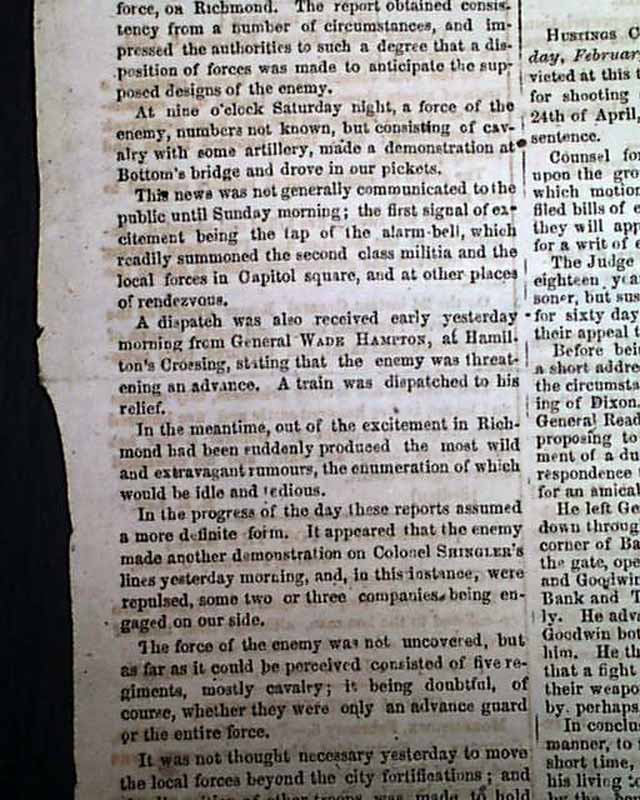 force, on Richmond. The report obtained consis-
tency from a number of circumstances, and im-
pressed the authorities to such a degree that a dis-
position of forces was made to anticipate the sup-
posed designs of the enemy.
At nine o'clock Saturday night, a force of the
enemy, numbers not known, but consisting of cav-
alry with some artillery, made a demonstration at
Bottom's bridge and drove in our pickets.
This news was not generally communicated to the
public until Sunday morning; the first signal of ex-
citement being the tap of the alarm-bell, which
readily summoned the second class militia and the
local forces in Capitol square, and at other places
of rendezvous.
A dispatch was also received early yesterday
morning from General WADE HAMPTON, at Hamil-
ton's Crossing, stating that the enemy was threat-
ening an advance. A train was dispatched to his
relief.
In the meantime, out of the excitement in Rich-
mond had been suddenly produced the most wild
and extravagant rumours, the enumeration of which
would be idle and tedious.
In the progress of the day these reports assumed
a more definite form. It appeared that the enemy
made another demonstration on Colonel SHINGLER'S
lines yesterday morning, and, in this instance, were
repulsed, some two or three companies being en-
gaged on our side.
The force of the enemy was not uncovered, but
as far as it could be perceived consisted of five re-
giments, mostly cavalry; it being doubtful, of
course, whether they were only an advance guard
or the entire force.
It was not thought necessary yesterday to move
the local forces beyond the city fortifications; and
of other troops was made to hold
HUSTINGS C
day, February
victed at this t
for shooting
24th of April,
sentence.
Counsel for
upon the gro
which motion
filed bills of e
they will app
for a writ of e
The Judge
eighteen yea
soner, but sus
for sixty day
their appeal t
Before bein
a short addre
the circumsta
ing of Dixon.
General Read
proposing to
ment of a du
respondence
for an amical
He left Ge
down throug
corner of Ba
the gate, ope
and Goodwin
Bank and T
ly. He adva
Goodwin bot
him. He th
that a fight
their weapo
by. perhaps
In conclus
manner, to
short time,
his living